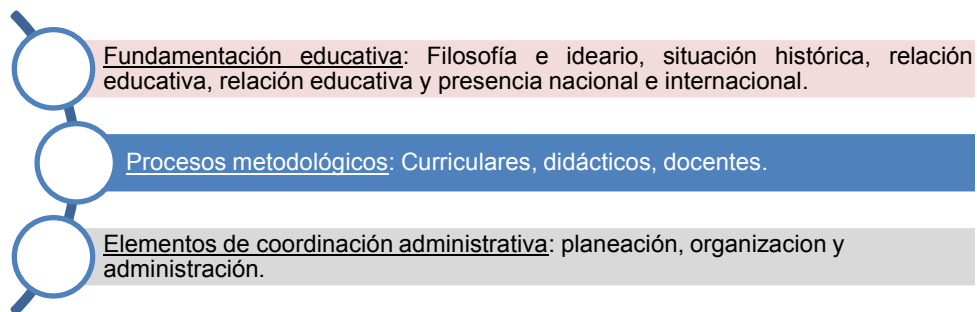 Fundamentación educativa: Filosofía e ideario, situación histórica, relación
educativa, relación educativa y presencia nacional e internacional.
Procesos metodológicos: Curriculares, didácticos, docentes.
Elementos de coordinación administrativa: planeación, organizacion y
administración.